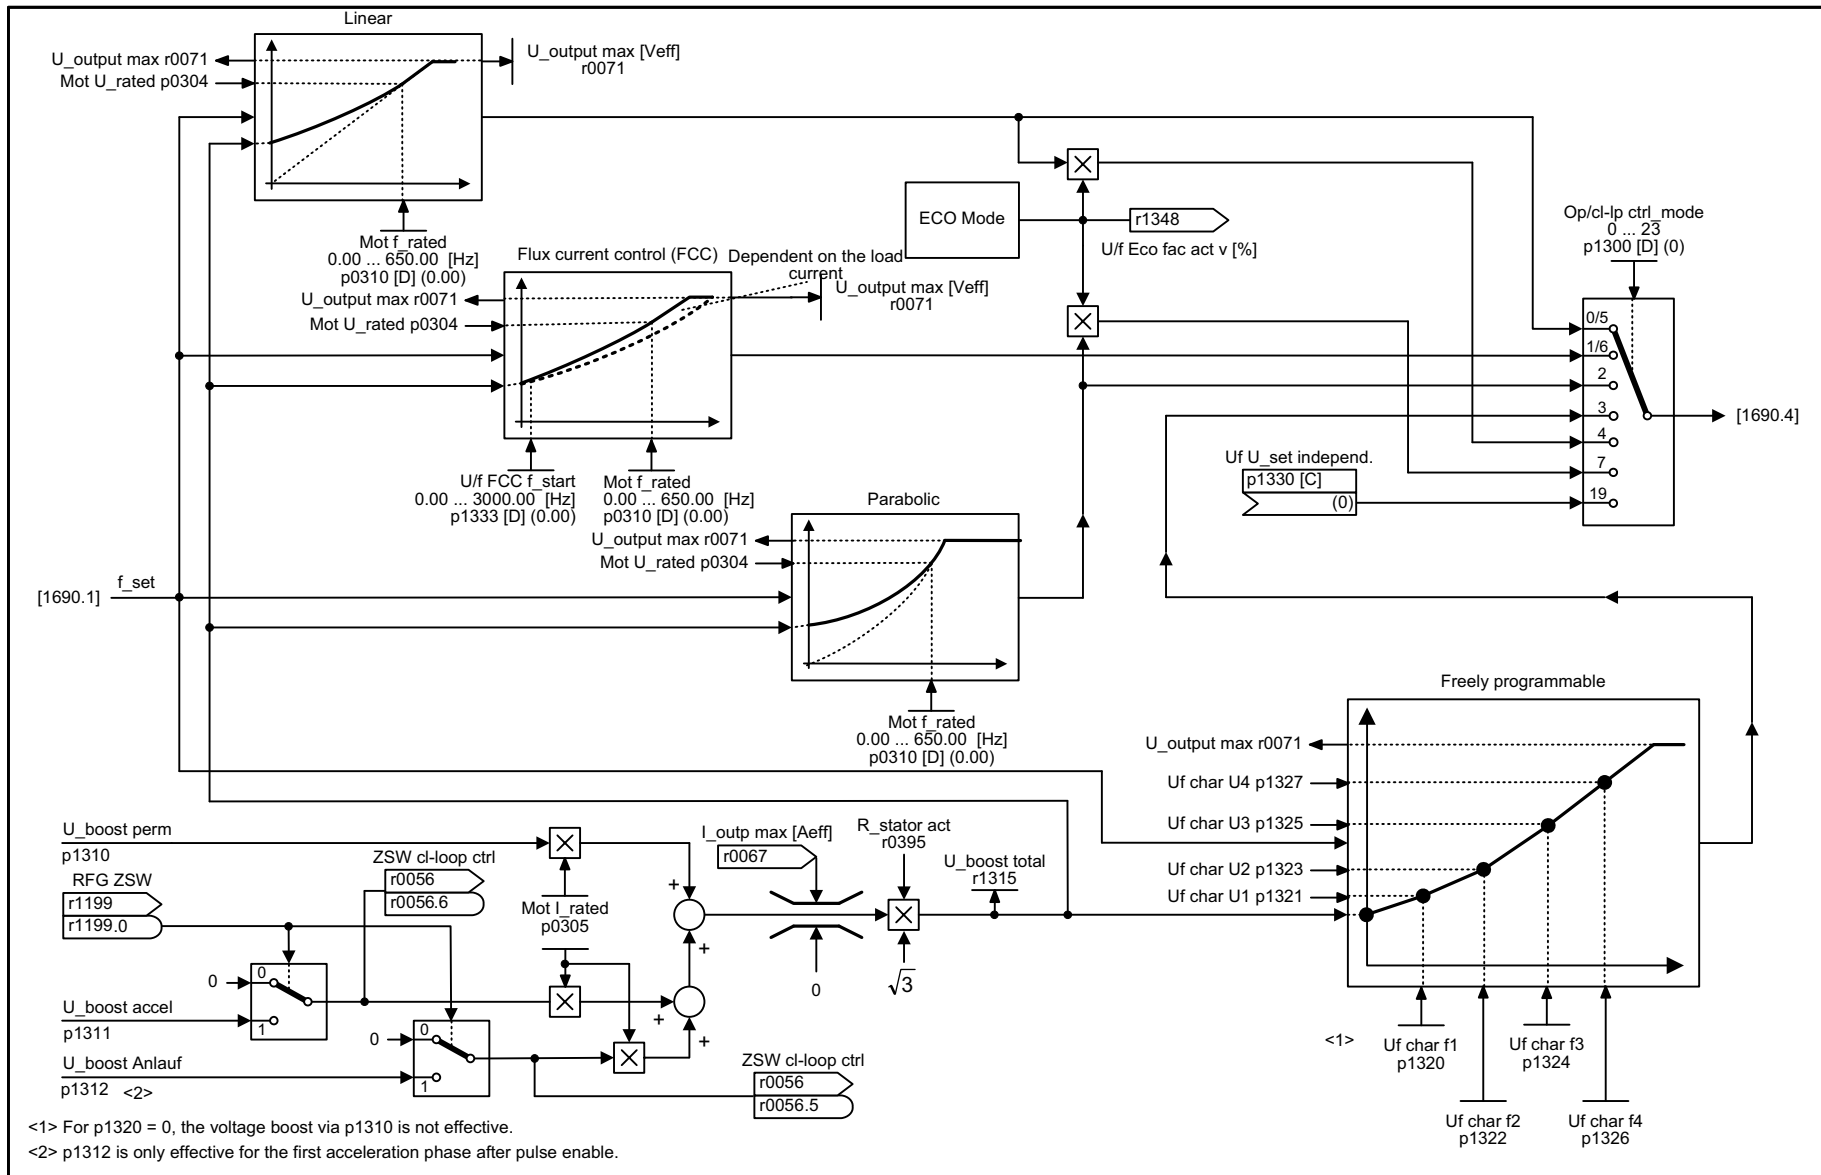 Linear
U_output max r0071
Mot U_rated p0304
U_output max [Veff]
r0071
Mot f_rated
0.00 ... 650.00 [Hz]
p0310 [D] (0.00)
Flux current control (FCC)
Dependent on the load
current
U_output max r0071
Mot U_rated p0304
U_output max [Veff]
r0071
U/f FCC f_start
0.00 ... 3000.00 [Hz]
p1333 [D] (0.00)
Mot f_rated
0.00 ... 650.00 [Hz]
p0310 [D] (0.00)
ECO Mode
r1348
U/f Eco fac act v [%]
Op/cl-lp ctrl_mode
0 ... 23
p1300 [D] (0)
0/5
1/6
2
3
4
7
19
[1690.4]
Uf U_set independ.
p1330 [C]
(0)
Parabolic
U_output max r0071
Mot U_rated p0304
Mot f_rated
0.00 ... 650.00 [Hz]
p0310 [D] (0.00)
f_set
[1690.1]
Freely programmable
U_output max r0071
Uf char U4 p1327
Uf char U3 p1325
Uf char U2 p1323
Uf char U1 p1321
<1>
Uf char f1
p1320
Uf char f3
p1324
Uf char f2
p1322
Uf char f4
p1326
U_boost perm
p1310
RFG ZSW
r1199
r1199.0
ZSW cl-loop ctrl
r0056
r0056.6
Mot I_rated
p0305
I_outp max [Aeff]
r0067
R_stator act
r0395
U_boost total
r1315
0
√3
+
+
+
+
0
0
1
U_boost accel
p1311
0
0
1
U_boost Anlauf
p1312 <2>
ZSW cl-loop ctrl
r0056
r0056.5
<1> For p1320 = 0, the voltage boost via p1310 is not effective.
<2> p1312 is only effective for the first acceleration phase after pulse enable.